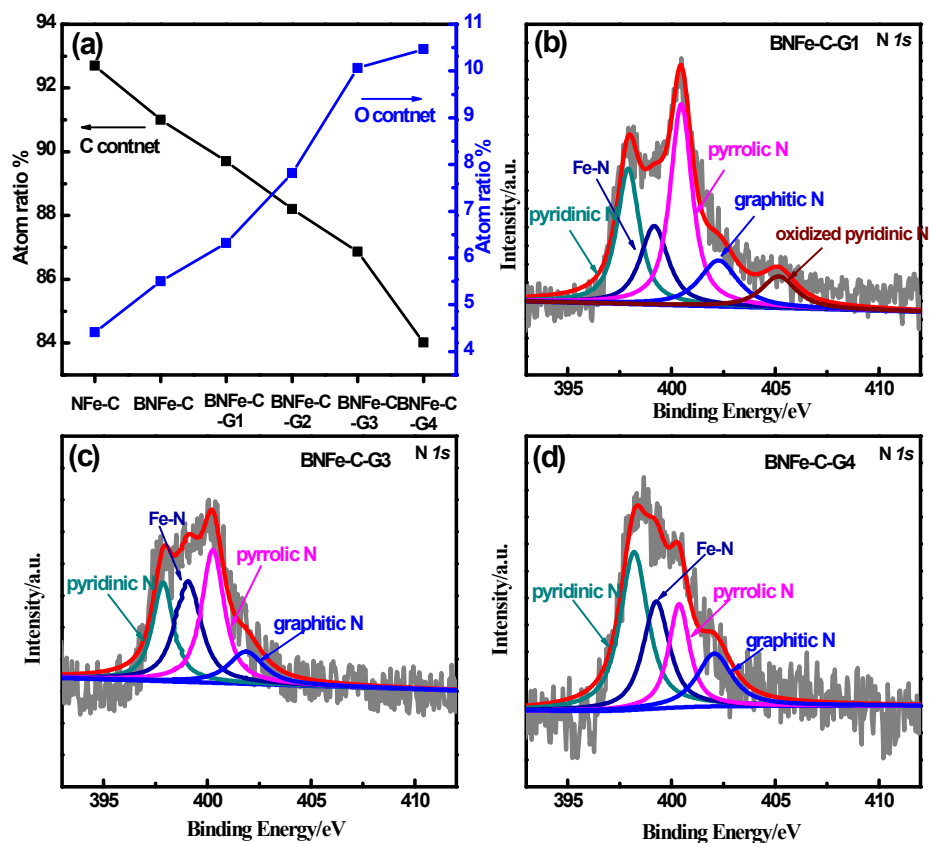 (a)
94
92
90
88
86
84
Atom ratio %
C contnet
O contnet
11
10
8
7
6
5
4
Atom ratio %
NFe-C
BNFe-C
BNFe-C
-G1
BNFe-C
-G2
BNFe-C
-G3
BNFe-C
-G4
(b)
BNFe-C-G1
N 1s
pyrrolic N
Fe-N
pyridinic N
graphitic N
oxidized pyridinic N
Intensity/a.u.
395
400
405
410
Binding Energy/eV
(c)
BNFe-C-G3
N 1s
Fe-N
pyridinic N
pyrrolic N
graphitic N
Intensity/a.u.
395
400
405
410
Binding Energy/eV
(d)
BNFe-C-G4
N 1s
Fe-N
pyridinic N
pyrrolic N
graphitic N
Intensity/a.u.
395
400
405
410
Binding Energy/eV